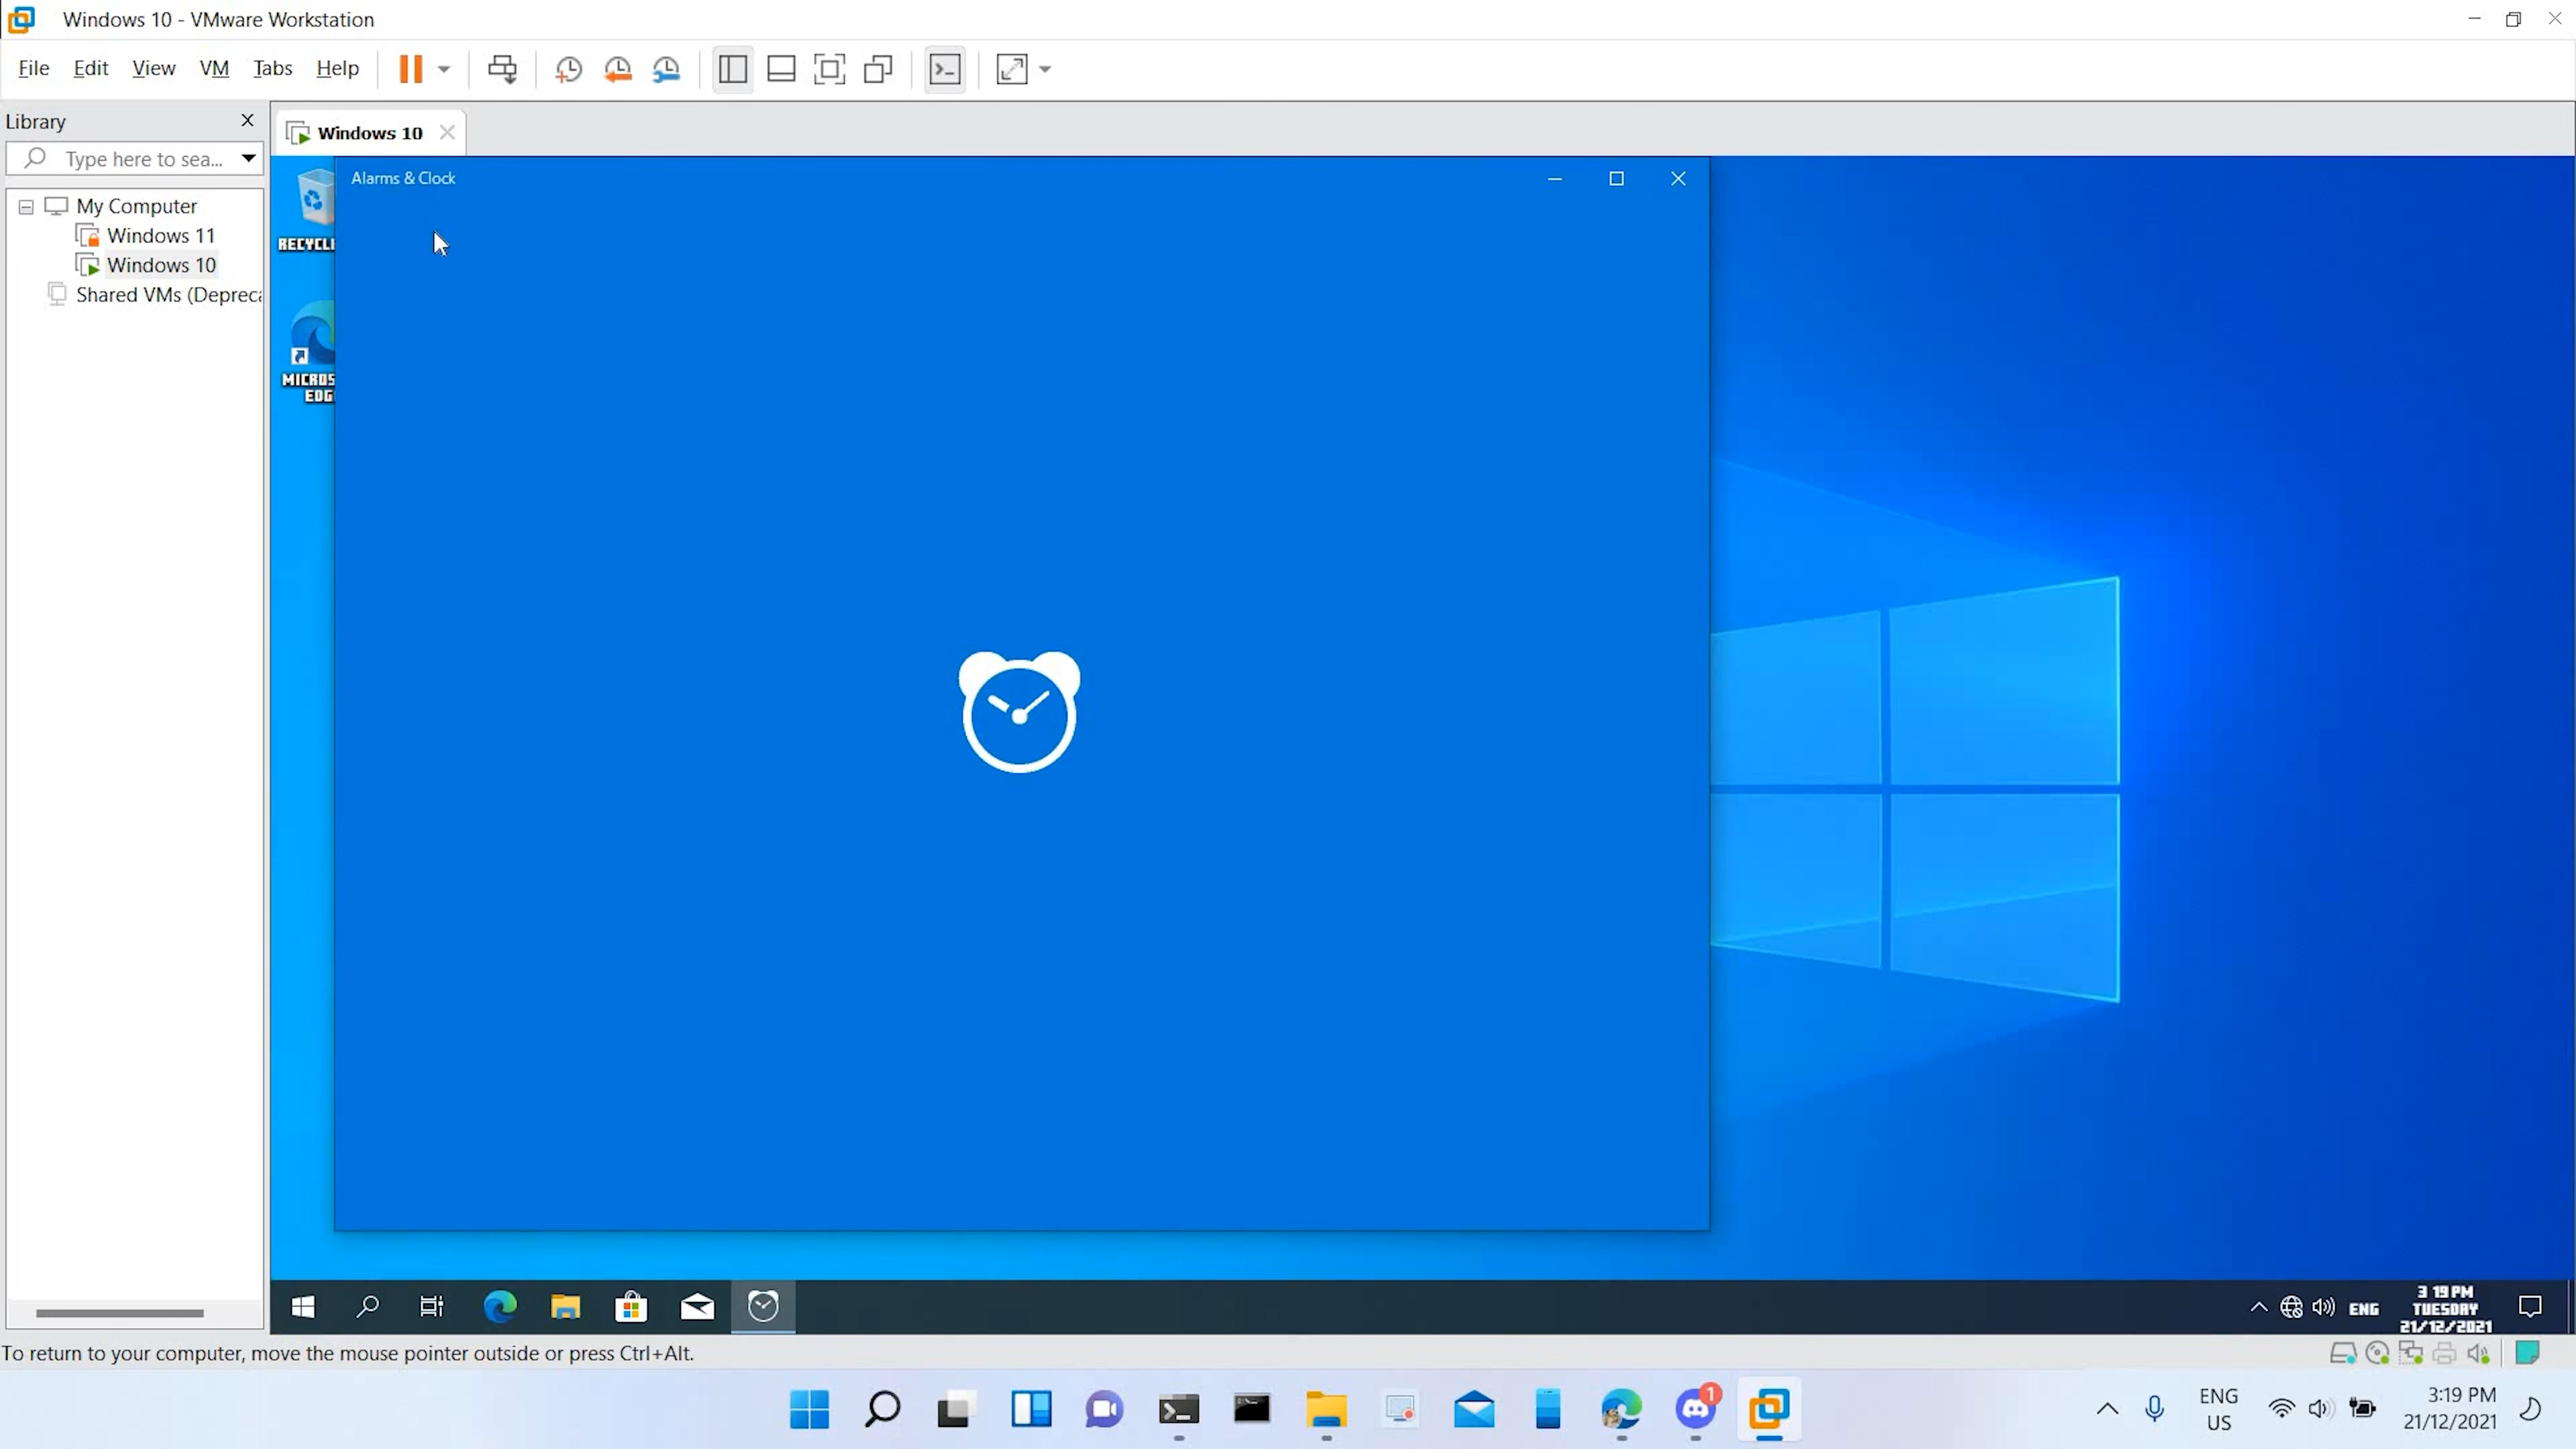 Windows 10 - VMware Workstation
File Edit View VM Tabs Help
Library
Type here to sea...
My Computer
Windows 11
Windows 10
Shared VMs (Depreca
Windows 10
Alarms & Clock
RECYCLE
MICROS
EDG
3 19 PM
ENG TUESDAY
21/12/2021
To return to your computer, move the mouse pointer outside or press Ctrl+Alt.
1
ENG
US
3:19 PM
21/12/2021